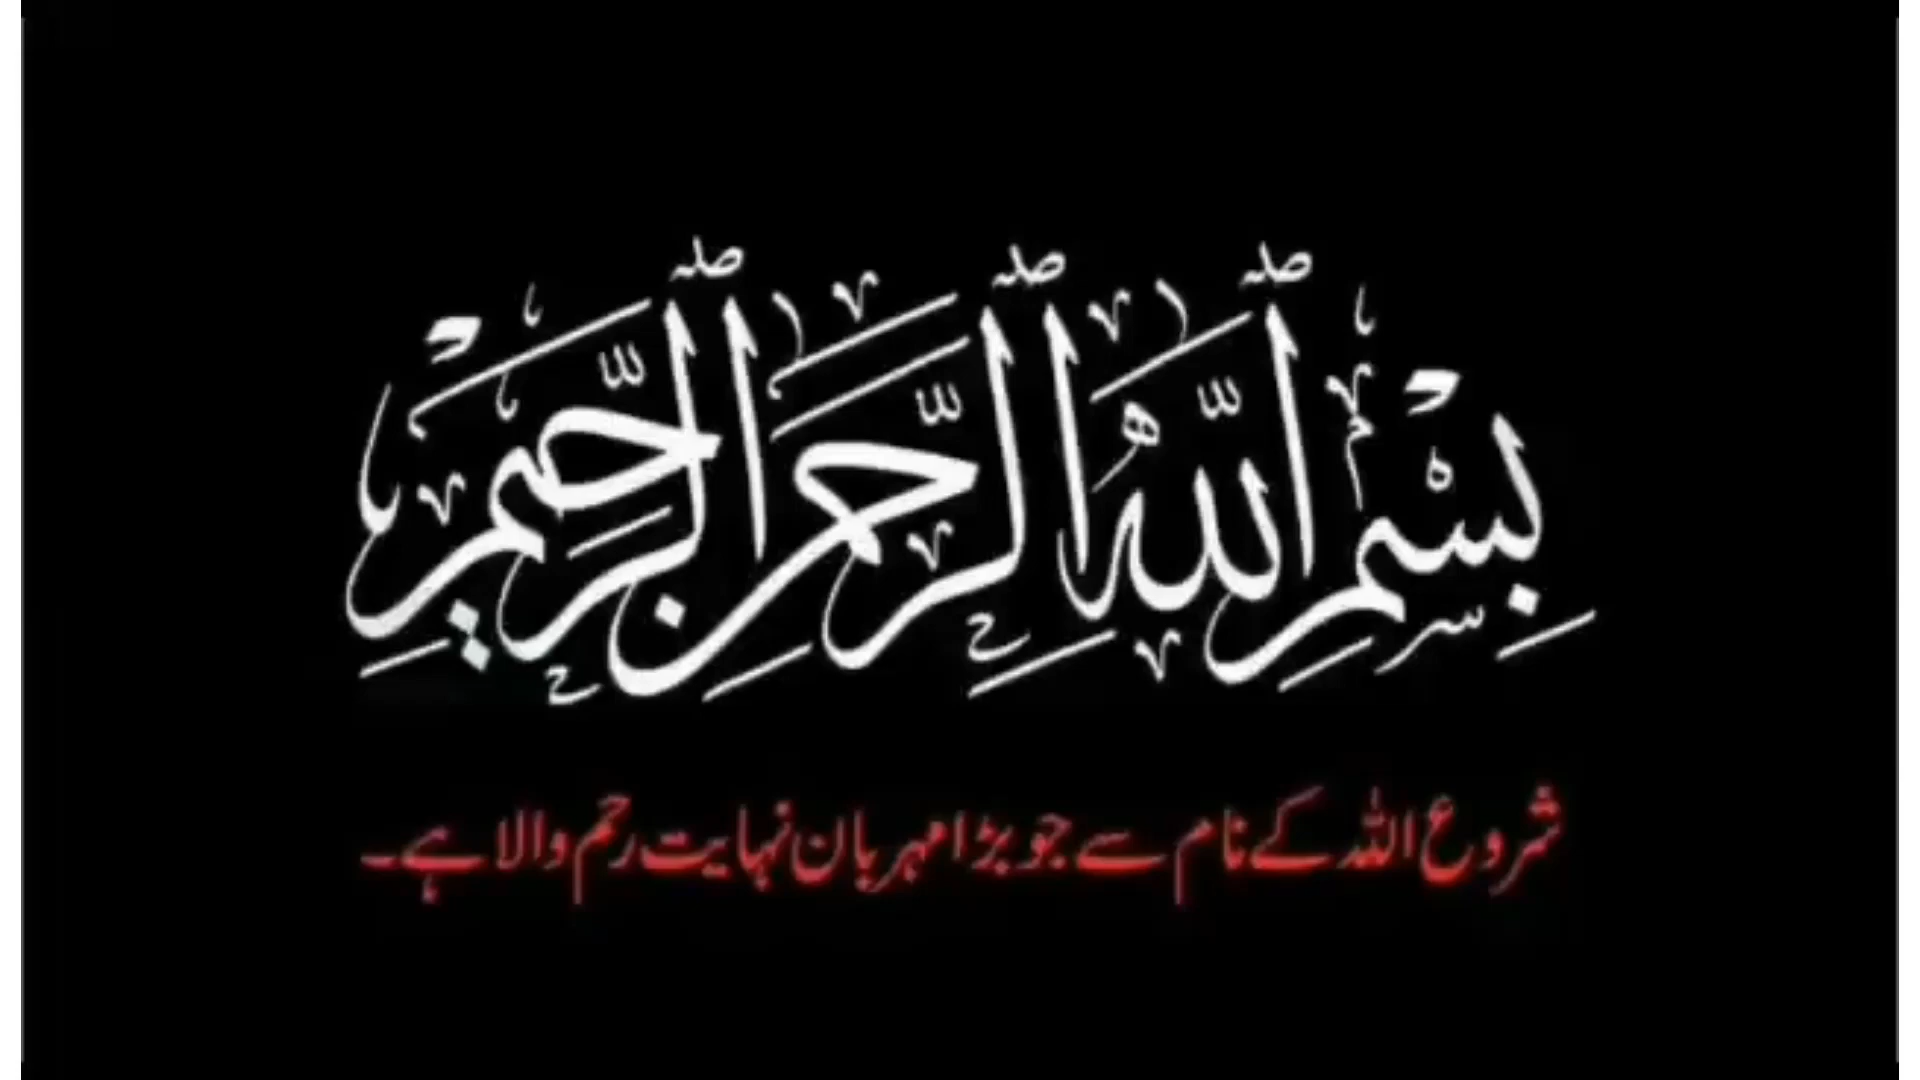 بِسْمِ اللّٰهِ الرَّحْمٰنِ الرَّحِيْمِ
شروع اللہ کے نام سے جو بڑا مہربان نہایت رحم والا ہے۔